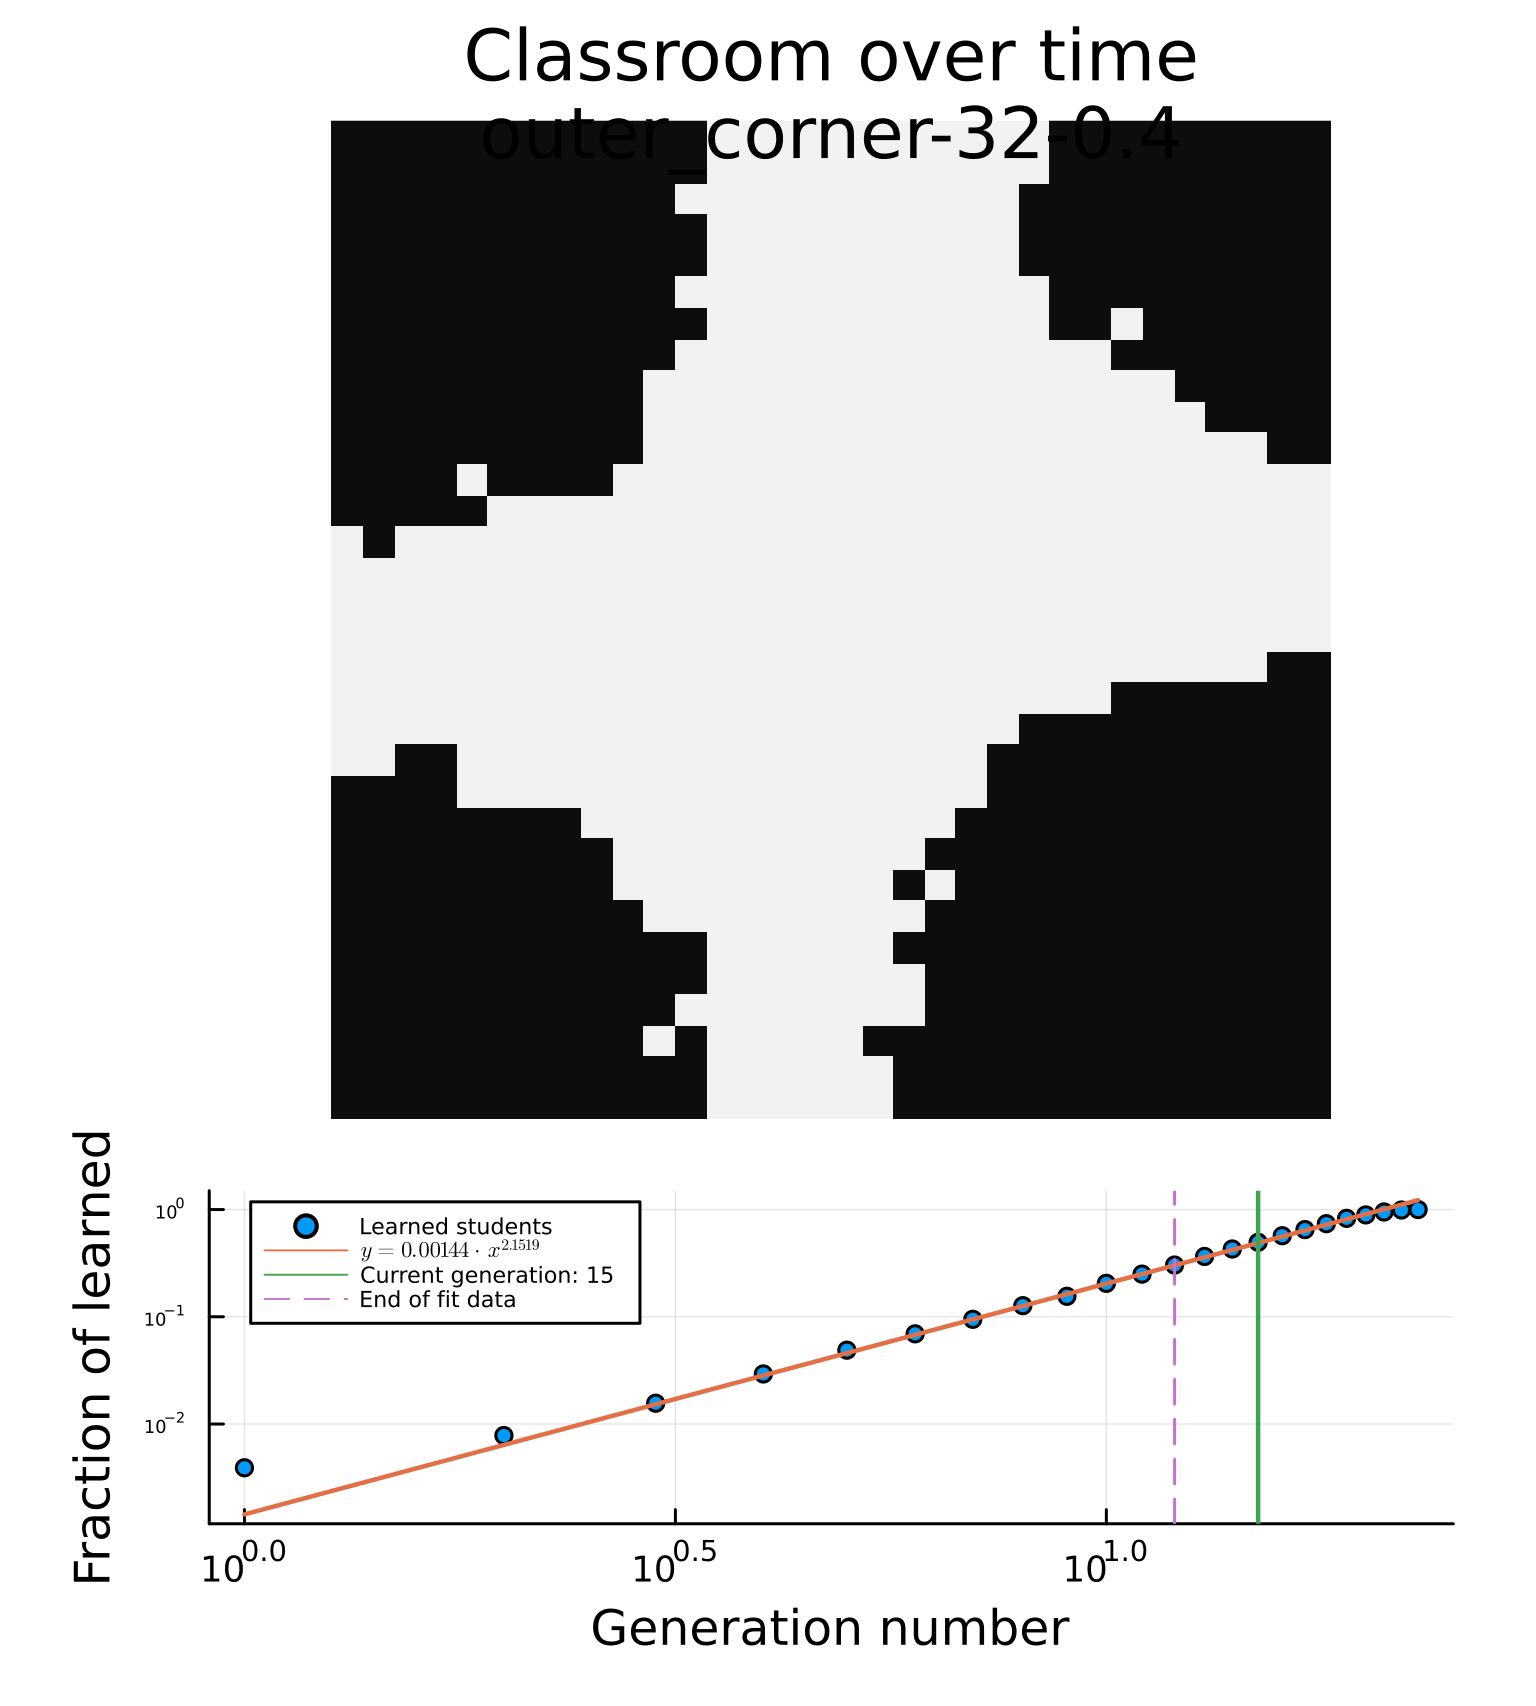 Classroom over time
outer_corner-32-0.4
Fraction of learned
10^0
10^−1
10^−2
Learned students
y = 0.00144 · x^2.1519
Current generation: 15
End of fit data
10^0.0 10^0.5 10^1.0
Generation number